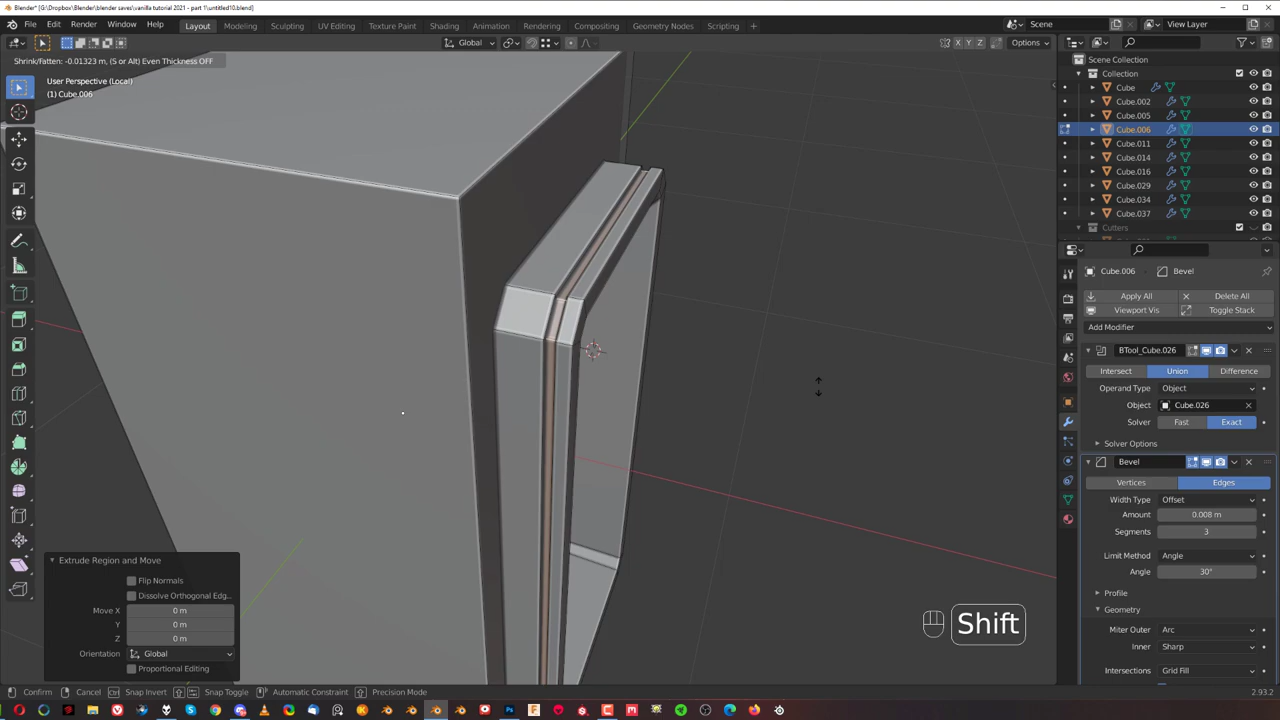 Blender* [G:\Dropbox\Blender\blender saves\vanilla tutorial 2021 - part 1\untitled10.blend]
File Edit Render Window Help Layout Modeling Sculpting UV Editing Texture Paint Shading Animation Rendering Compositing Geometry Nodes Scripting Scene View Layer
Global X Y Z Options
Shrink/Fatten: -0.01323 m, (S or Alt) Even Thickness OFF
User Perspective (Local)
(1) Cube.006
Scene Collection
Collection
Cube
Cube.002
Cube.005
Cube.006
Cube.011
Cube.014
Cube.016
Cube.029
Cube.034
Cube.037
Cutters
Cube.006 Bevel
Apply All Delete All
Viewport Vis Toggle Stack
Add Modifier
BTool_Cube.026
Intersect Union Difference
Operand Type Object
Object Cube.026
Solver Fast Exact
Solver Options
Bevel
Vertices Edges
Width Type Offset
Amount 0.008 m
Segments 3
Limit Method Angle
Angle 30°
Profile
Geometry
Miter Outer Arc
Inner Sharp
Intersections Grid Fill
Extrude Region and Move
Flip Normals
Dissolve Orthogonal Edg...
Move X 0 m
Y 0 m
Z 0 m
Orientation Global
Proportional Editing
Shift
Confirm Cancel Ctrl Snap Invert Snap Toggle Automatic Constraint Precision Mode 2.93.2